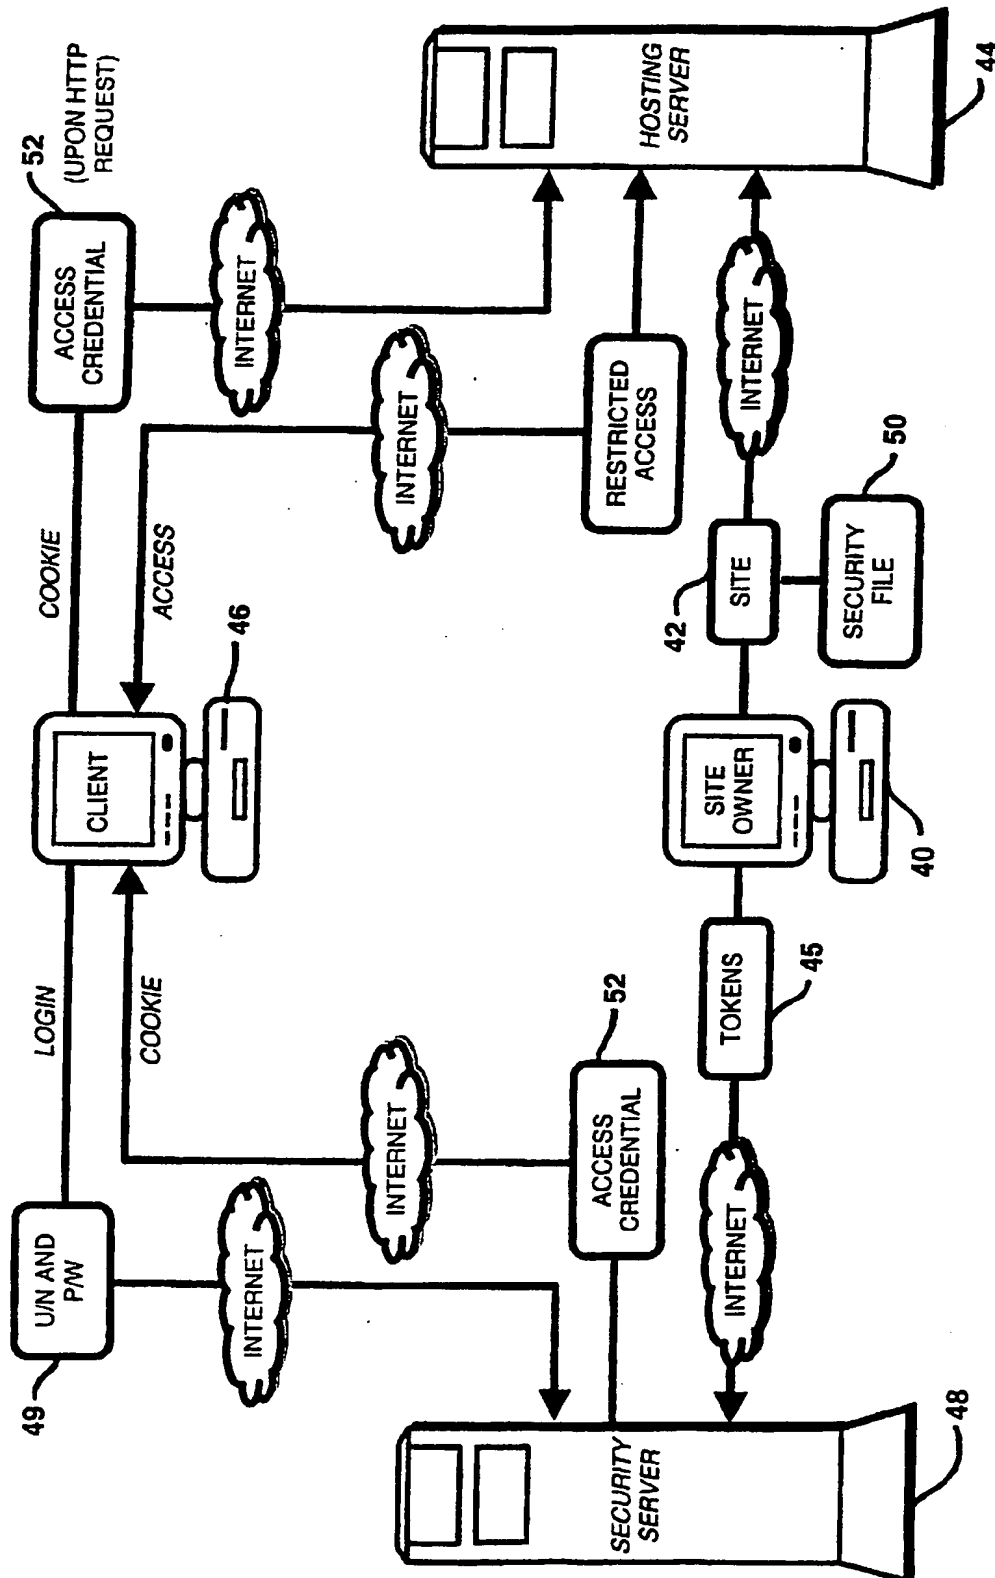 49
U/N AND
P/W
LOGIN
COOKIE
CLIENT
46
COOKIE
ACCESS
ACCESS
CREDENTIAL
52
(UPON HTTP
REQUEST)
INTERNET
INTERNET
INTERNET
INTERNET
SECURITY
SERVER
48
ACCESS
CREDENTIAL
52
RESTRICTED
ACCESS
HOSTING
SERVER
44
INTERNET
TOKENS
45
SITE
OWNER
40
42
SITE
INTERNET
SECURITY
FILE
50